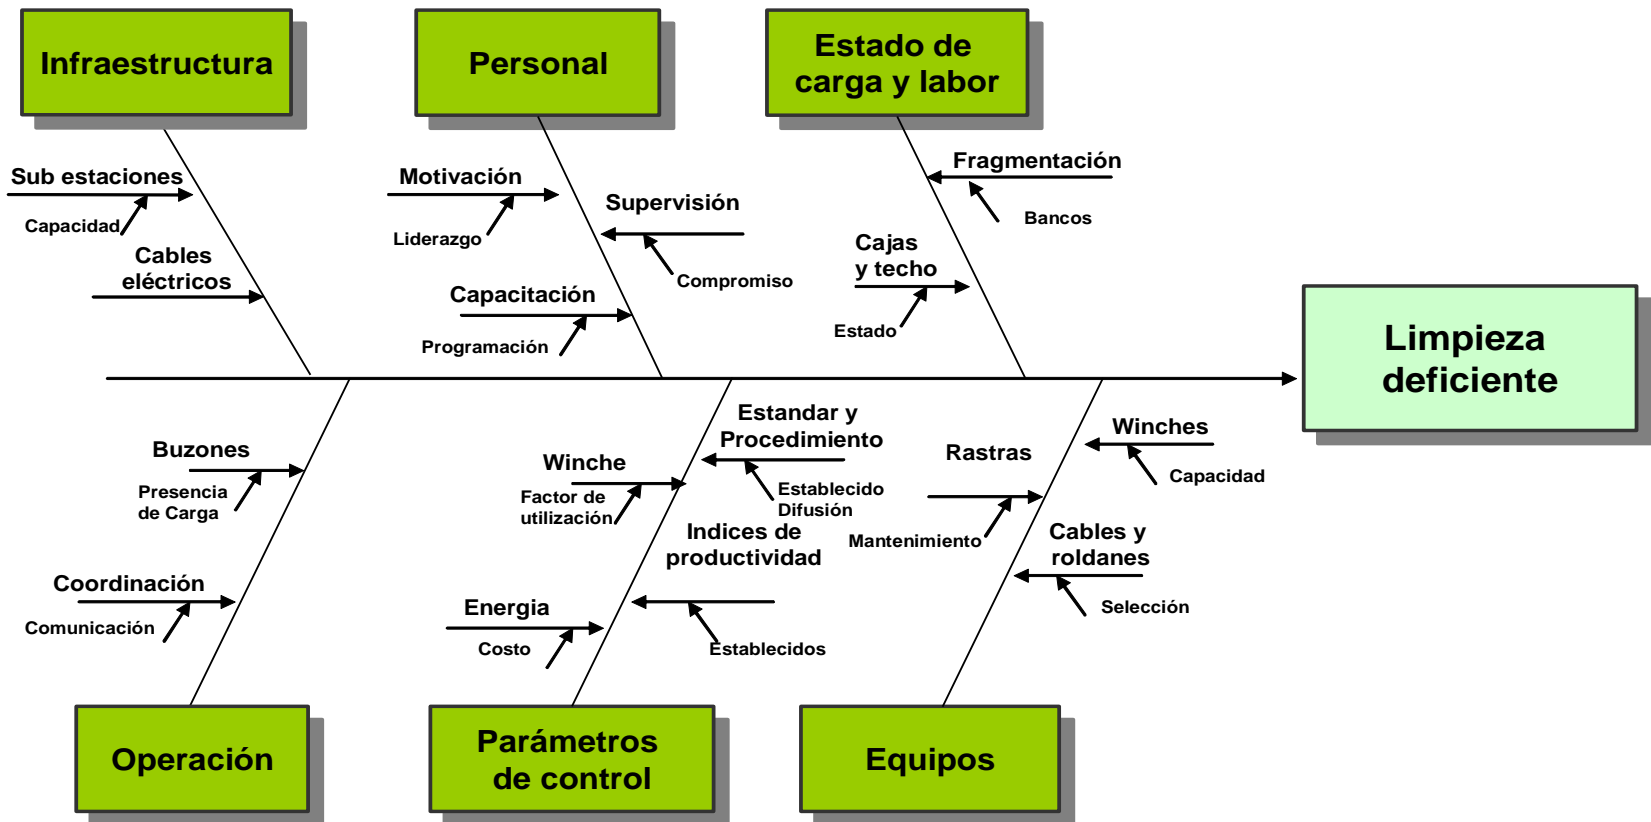 Infraestructura
Personal
Estado de
carga y labor
Sub estaciones
Capacidad
Cables
eléctricos
Motivación
Liderazgo
Supervisión
Compromiso
Capacitación
Programación
Fragmentación
Bancos
Cajas
y techo
Estado
Limpieza
deficiente
Buzones
Presencia
de Carga
Coordinación
Comunicación
Estandar y
Procedimiento
Establecido
Difusión
Winche
Factor de
utilización
Indices de
productividad
Establecidos
Energia
Costo
Winches
Capacidad
Rastras
Mantenimiento
Cables y
roldanes
Selección
Operación
Parámetros
de control
Equipos